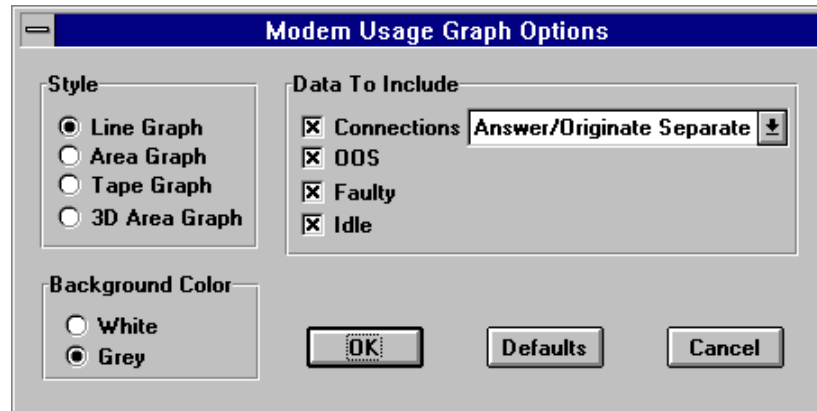 Modem Usage Graph Options
Style
Line Graph
Area Graph
Tape Graph
3D Area Graph
Data To Include
Connections Answer/Originate Separate
OOS
Faulty
Idle
Background Color
White
Grey
OK Defaults Cancel